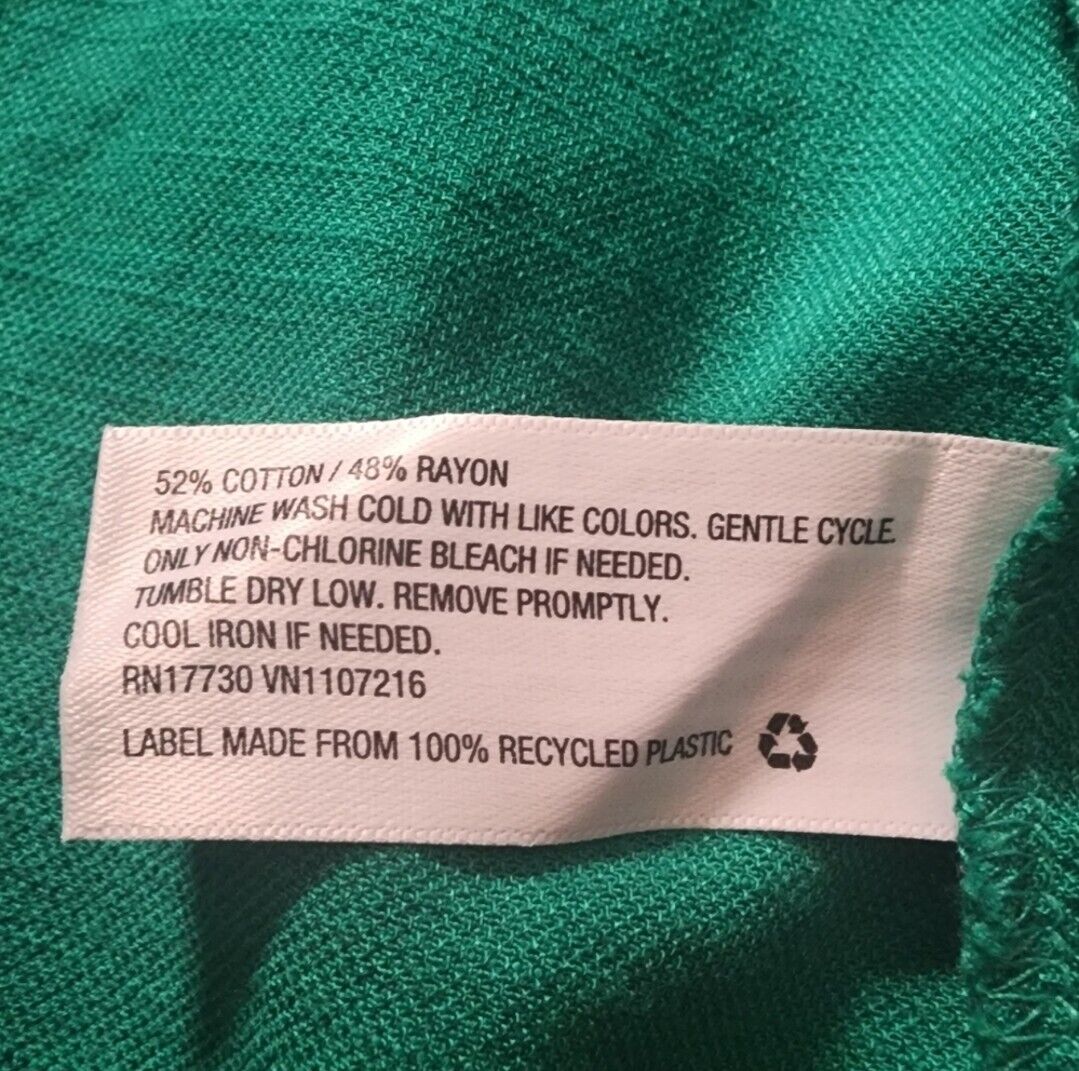 52% COTTON / 48% RAYON
MACHINE WASH COLD WITH LIKE COLORS. GENTLE CYCLE.
ONLY NON-CHLORINE BLEACH IF NEEDED.
TUMBLE DRY LOW. REMOVE PROMPTLY.
COOL IRON IF NEEDED.
RN17730 VN1107216
LABEL MADE FROM 100% RECYCLED PLASTIC